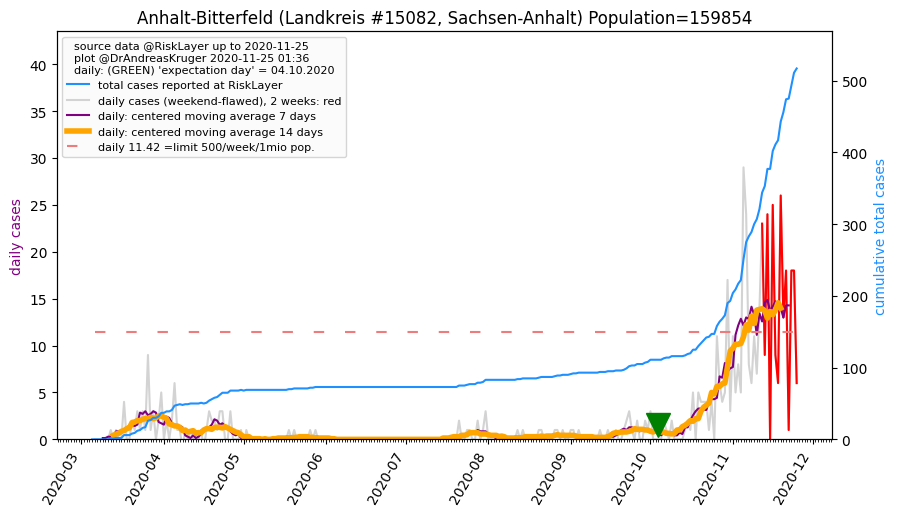 Anhalt-Bitterfeld (Landkreis #15082, Sachsen-Anhalt) Population=159854
source data @RiskLayer up to 2020-11-25
plot @DrAndreasKruger 2020-11-25 01:36
daily: (GREEN) 'expectation day' = 04.10.2020
total cases reported at RiskLayer
daily cases (weekend-flawed), 2 weeks: red
daily: centered moving average 7 days
daily: centered moving average 14 days
daily 11.42 =limit 500/week/1mio pop.
daily cases
40
35
30
25
20
15
10
5
0
cumulative total cases
500
400
300
200
100
0
2020-03
2020-04
2020-05
2020-06
2020-07
2020-08
2020-09
2020-10
2020-11
2020-12